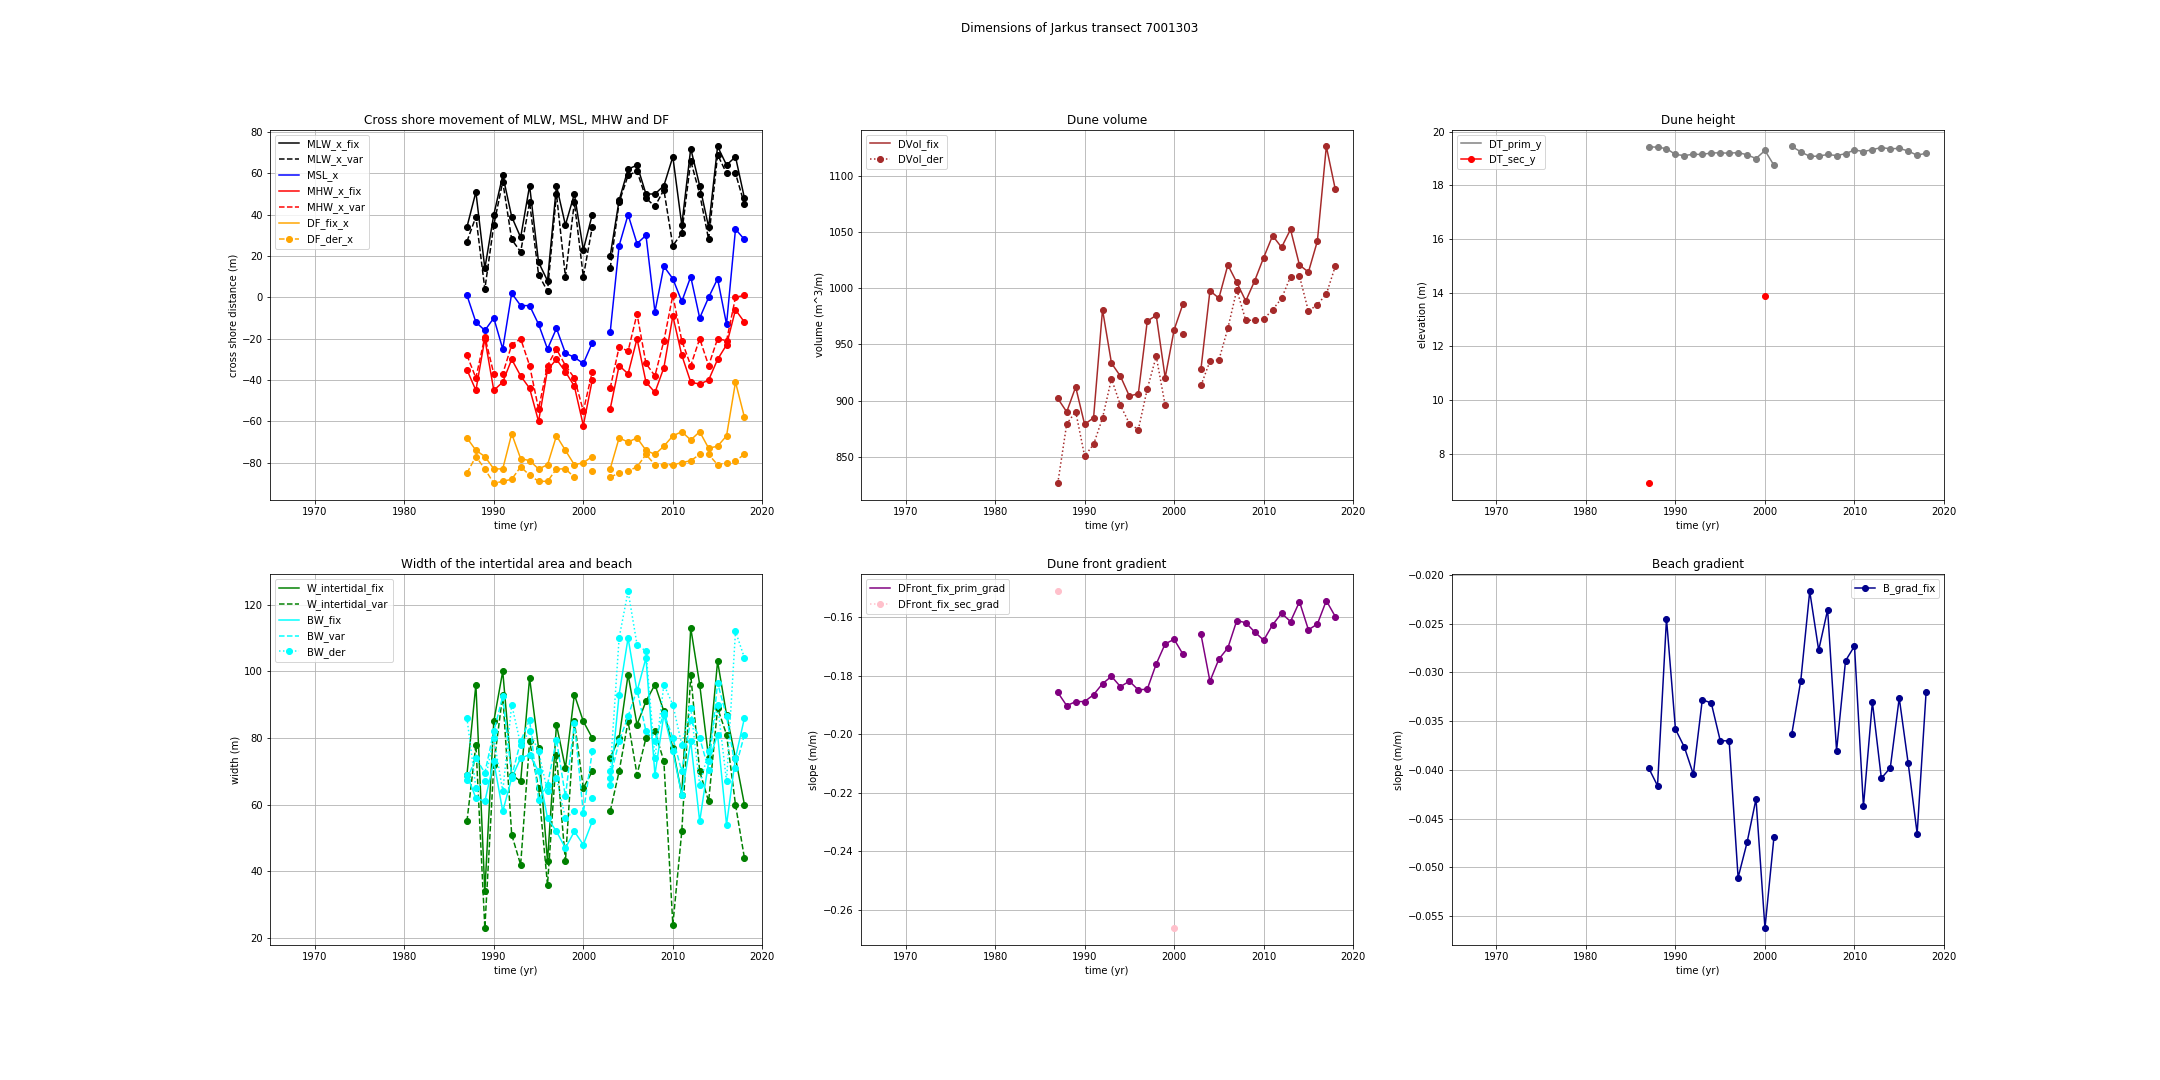 Dimensions of Jarkus transect 7001303
Cross shore movement of MLW, MSL, MHW and DF
80
60
40
20
0
−20
−40
−60
−80
cross shore distance (m)
MLW_x_fix
MLW_x_var
MSL_x
MHW_x_fix
MHW_x_var
DF_fix_x
DF_der_x
1970
1980
1990
2000
2010
2020
time (yr)
Dune volume
1100
1050
1000
950
900
850
volume (m^3/m)
DVol_fix
DVol_der
1970
1980
1990
2000
2010
2020
time (yr)
Dune height
20
18
16
14
12
10
8
elevation (m)
DT_prim_y
DT_sec_y
1970
1980
1990
2000
2010
2020
time (yr)
Width of the intertidal area and beach
120
100
80
60
40
20
width (m)
W_intertidal_fix
W_intertidal_var
BW_fix
BW_var
BW_der
1970
1980
1990
2000
2010
2020
time (yr)
Dune front gradient
−0.16
−0.18
−0.20
−0.22
−0.24
−0.26
slope (m/m)
DFront_fix_prim_grad
DFront_fix_sec_grad
1970
1980
1990
2000
2010
2020
time (yr)
Beach gradient
−0.020
−0.025
−0.030
−0.035
−0.040
−0.045
−0.050
−0.055
slope (m/m)
B_grad_fix
1970
1980
1990
2000
2010
2020
time (yr)